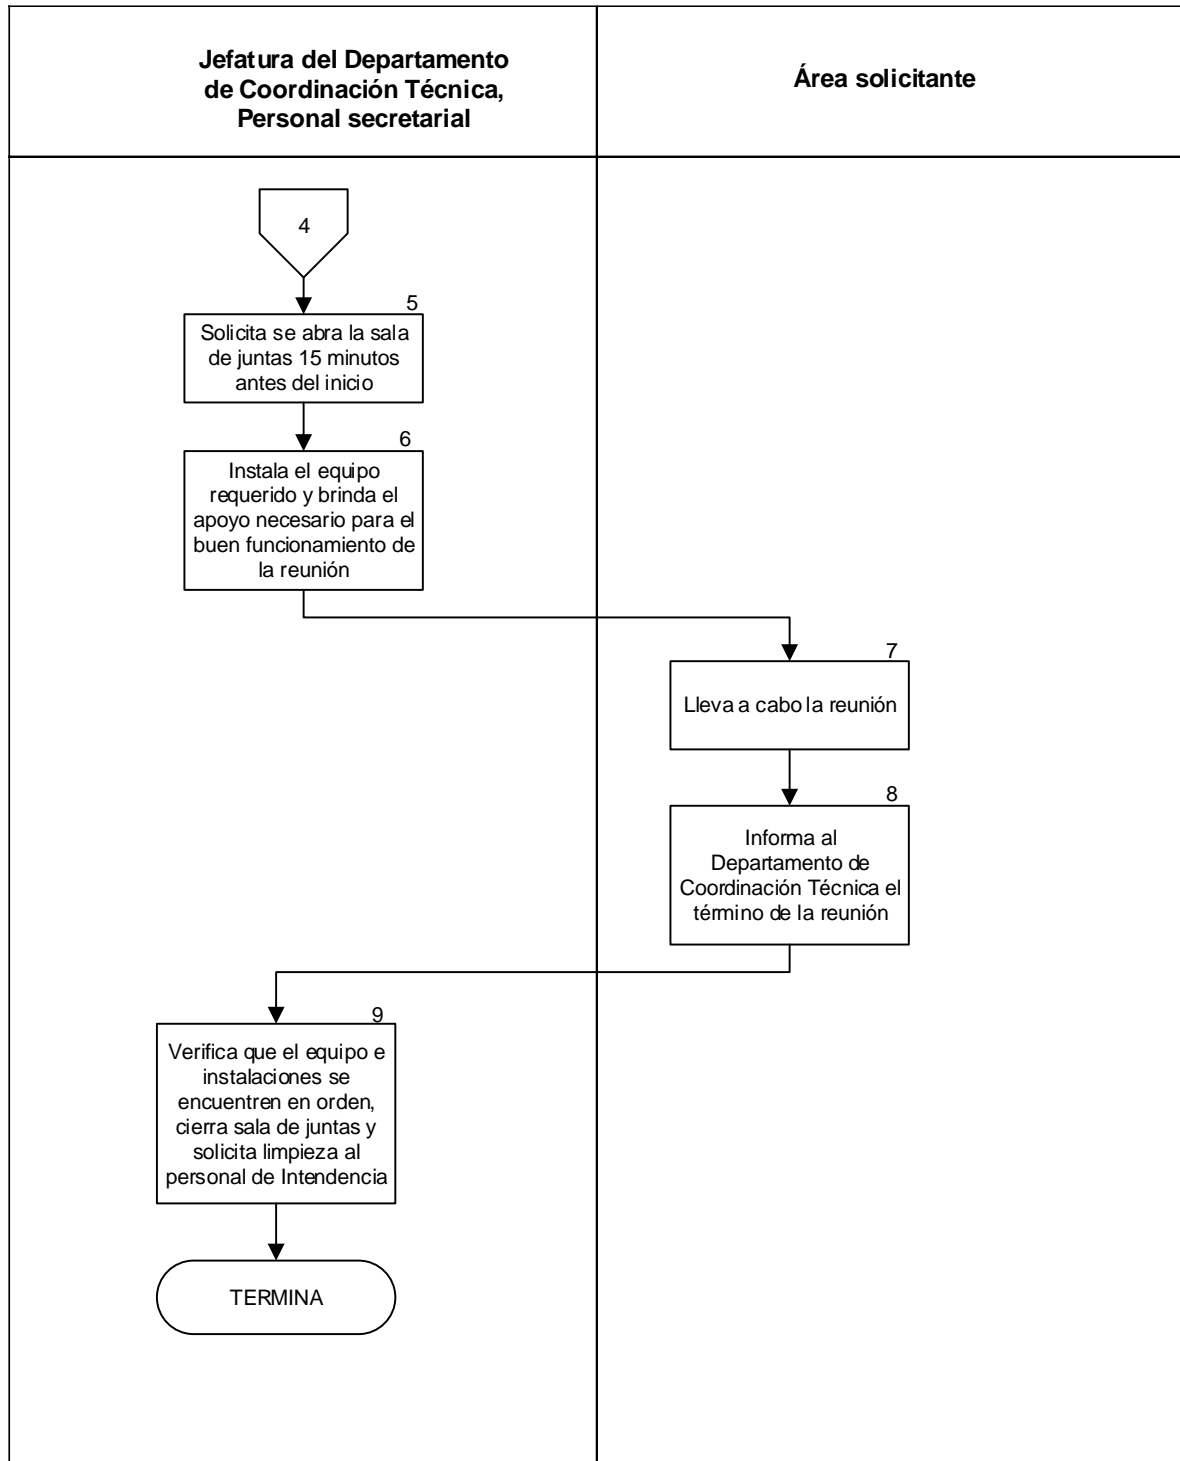 Jefatura del Departamento
de Coordinación Técnica,
Personal secretarial
Área solicitante
4
5
Solicita se abra la sala
de juntas 15 minutos
antes del inicio
6
Instala el equipo
requerido y brinda el
apoyo necesario para el
buen funcionamiento de
la reunión
7
Lleva a cabo la reunión
8
Informa al
Departamento de
Coordinación Técnica el
término de la reunión
9
Verifica que el equipo e
instalaciones se
encuentren en orden,
cierra sala de juntas y
solicita limpieza al
personal de Intendencia
TERMINA